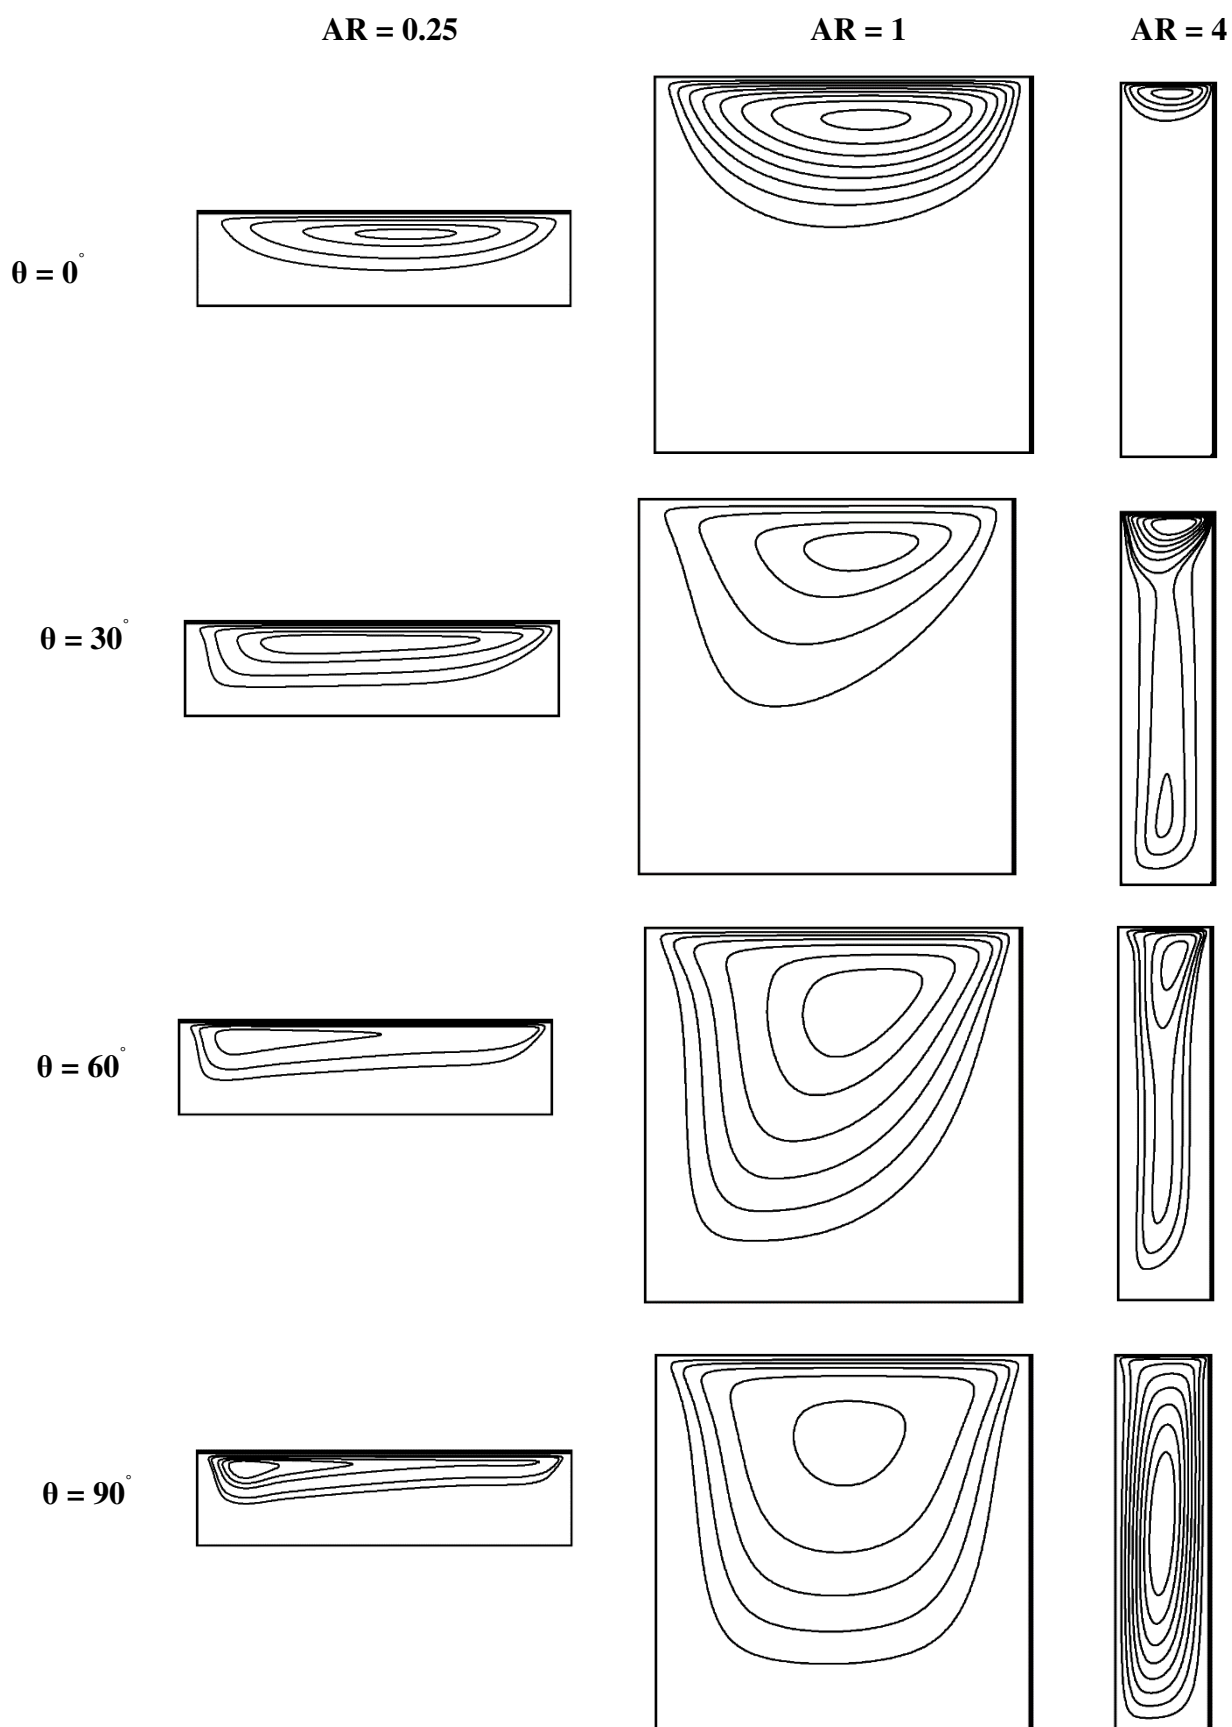 AR = 0.25 AR = 1 AR = 4
θ = 0°
θ = 30°
θ = 60°
θ = 90°